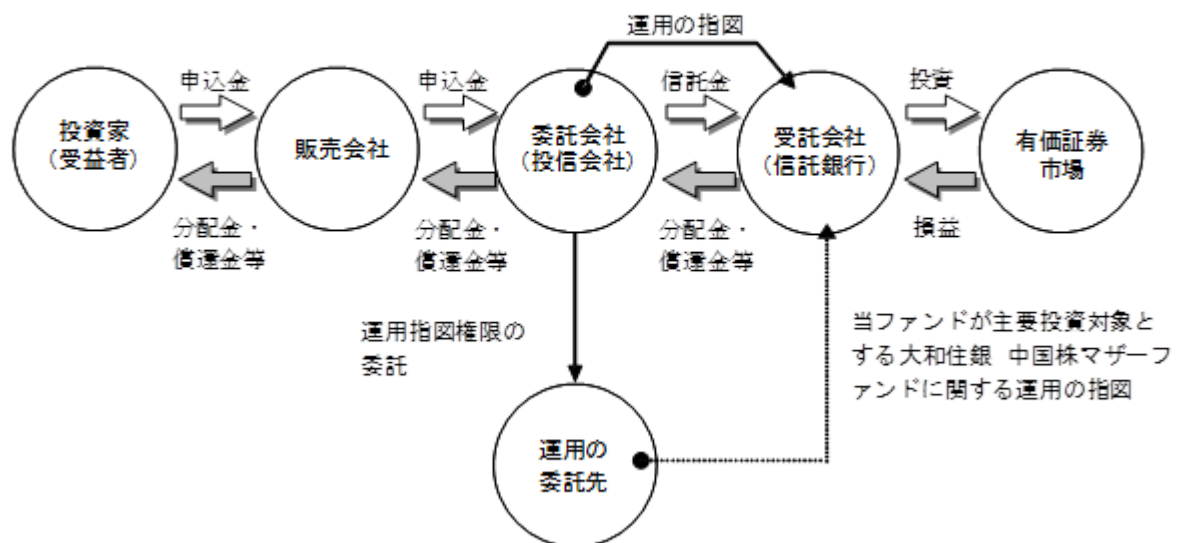 運用の指図
申込金
申込金
信託金
投資
投資家
（受益者）
販売会社
委託会社
（投信会社）
受託会社
（信託銀行）
有価証券
市場
分配金・
償還金等
分配金・
償還金等
分配金・
償還金等
損益
運用指図権限の
委託
当ファンドが主要投資対象と
する大和住銀 中国株マザーフ
ァンドに関する運用の指図
運用の
委託先